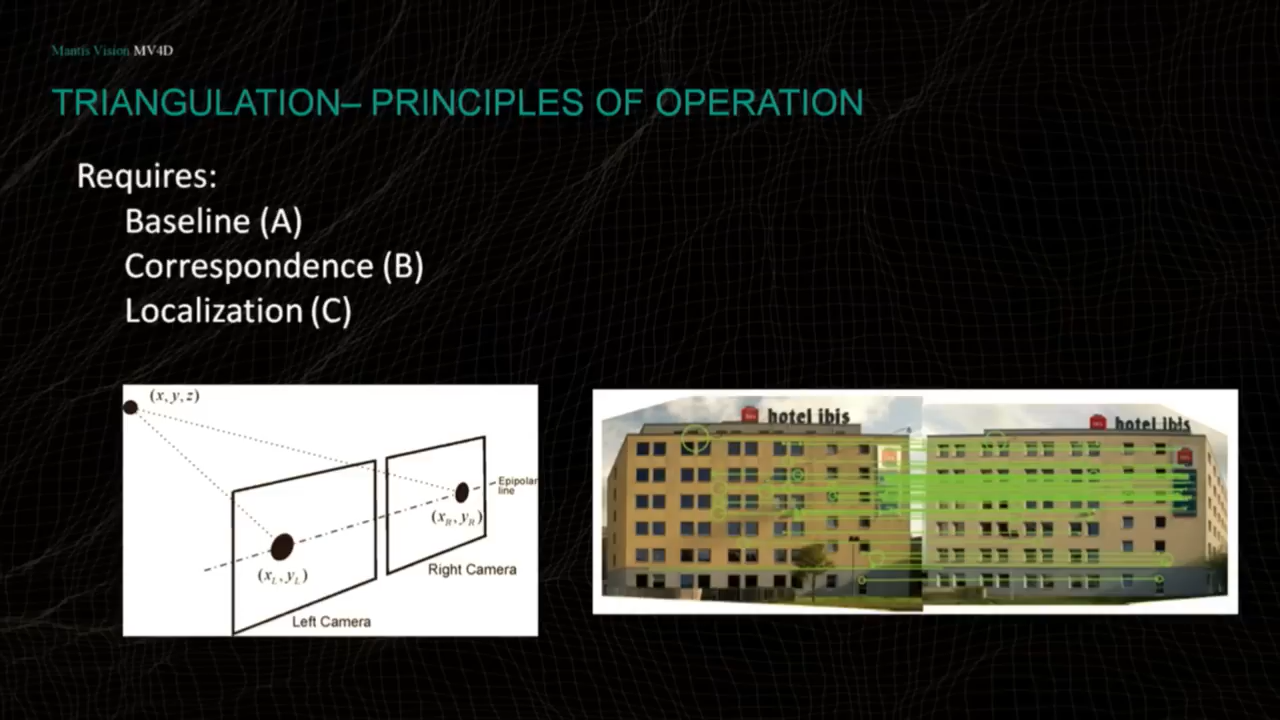 Mantis Vision MV4D
TRIANGULATION– PRINCIPLES OF OPERATION
Requires:
Baseline (A)
Correspondence (B)
Localization (C)
(x, y, z)
Epipolar
line
(x_R, y_R)
(x_L, y_L)
Right Camera
Left Camera
hotel ibis
hotel ibis